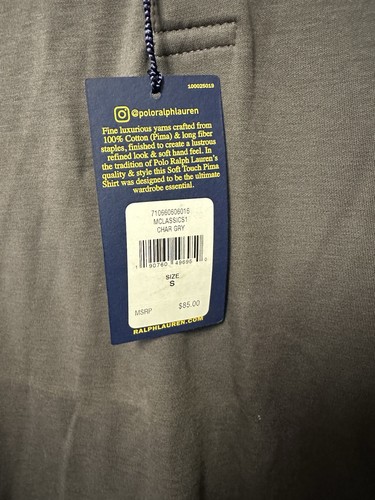 100025019
@poloralphlauren
Fine luxurious yarns crafted from
100% Cotton (Pima) & long fiber
staples, finished to create a lustrous
refined look & soft hand feel. In
the tradition of Polo Ralph Lauren's
quality & style this Soft Touch Pima
Shirt was designed to be the ultimate
wardrobe essential.
710660606016
MCLASSICS1
CHAR GRY
SIZE
S
MSRP $85.00
RALPHLAUREN.COM